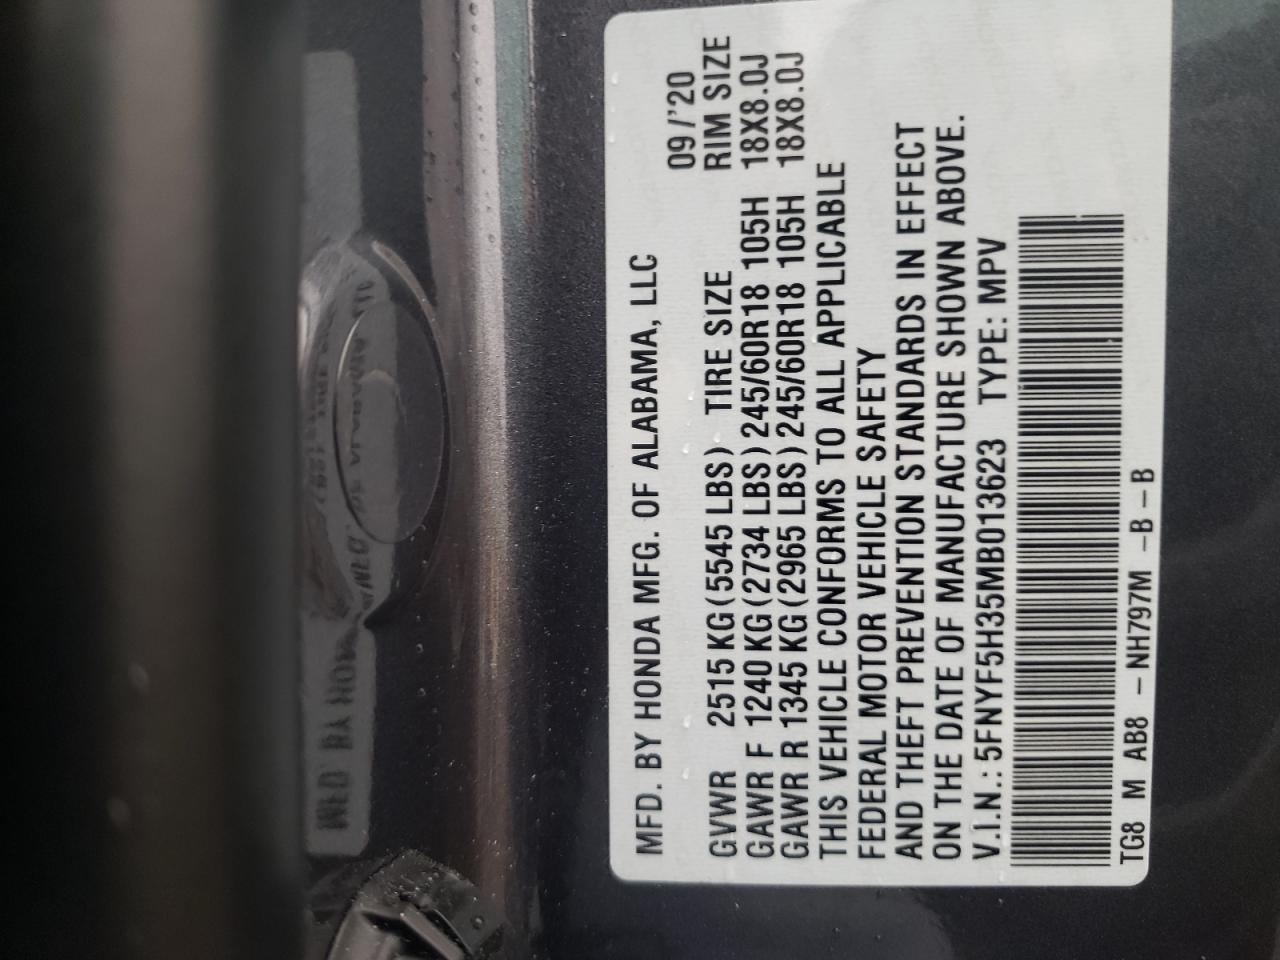 MFD. BY HONDA MFG. OF ALABAMA, LLC
09/'20
GVWR 2515 KG(5545 LBS) TIRE SIZE RIM SIZE
GAWR F 1240 KG(2734 LBS) 245/60R18 105H 18X8.0J
GAWR R 1345 KG(2965 LBS) 245/60R18 105H 18X8.0J
THIS VEHICLE CONFORMS TO ALL APPLICABLE
FEDERAL MOTOR VEHICLE SAFETY
AND THEFT PREVENTION STANDARDS IN EFFECT
ON THE DATE OF MANUFACTURE SHOWN ABOVE.
V.I.N.: 5FNYF5H35MB013623 TYPE: MPV
TG8 M AB8 - NH797M - B - B